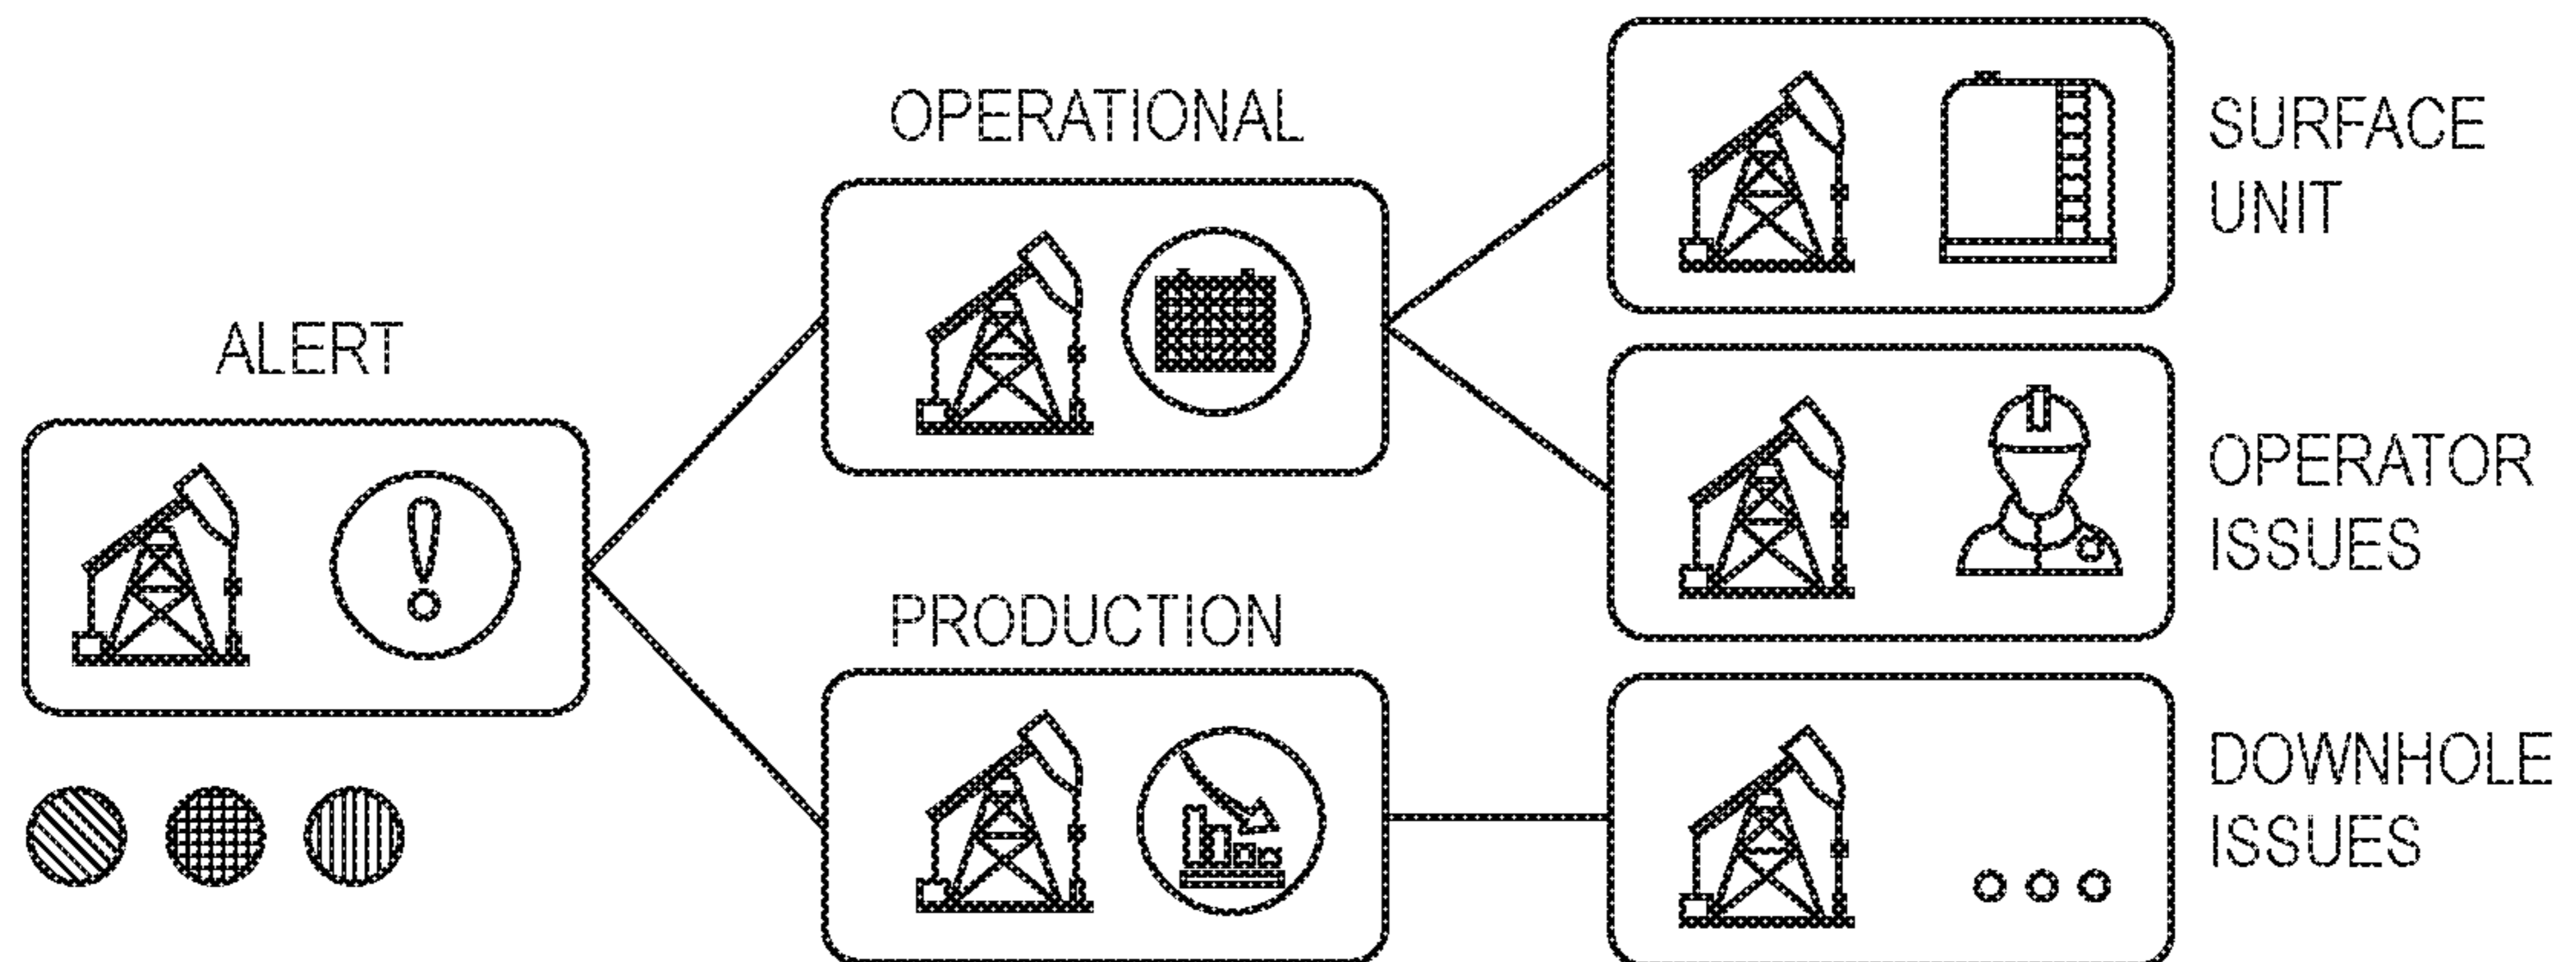 ALERT
OPERATIONAL
PRODUCTION
SURFACE
UNIT
OPERATOR
ISSUES
DOWNHOLE
ISSUES